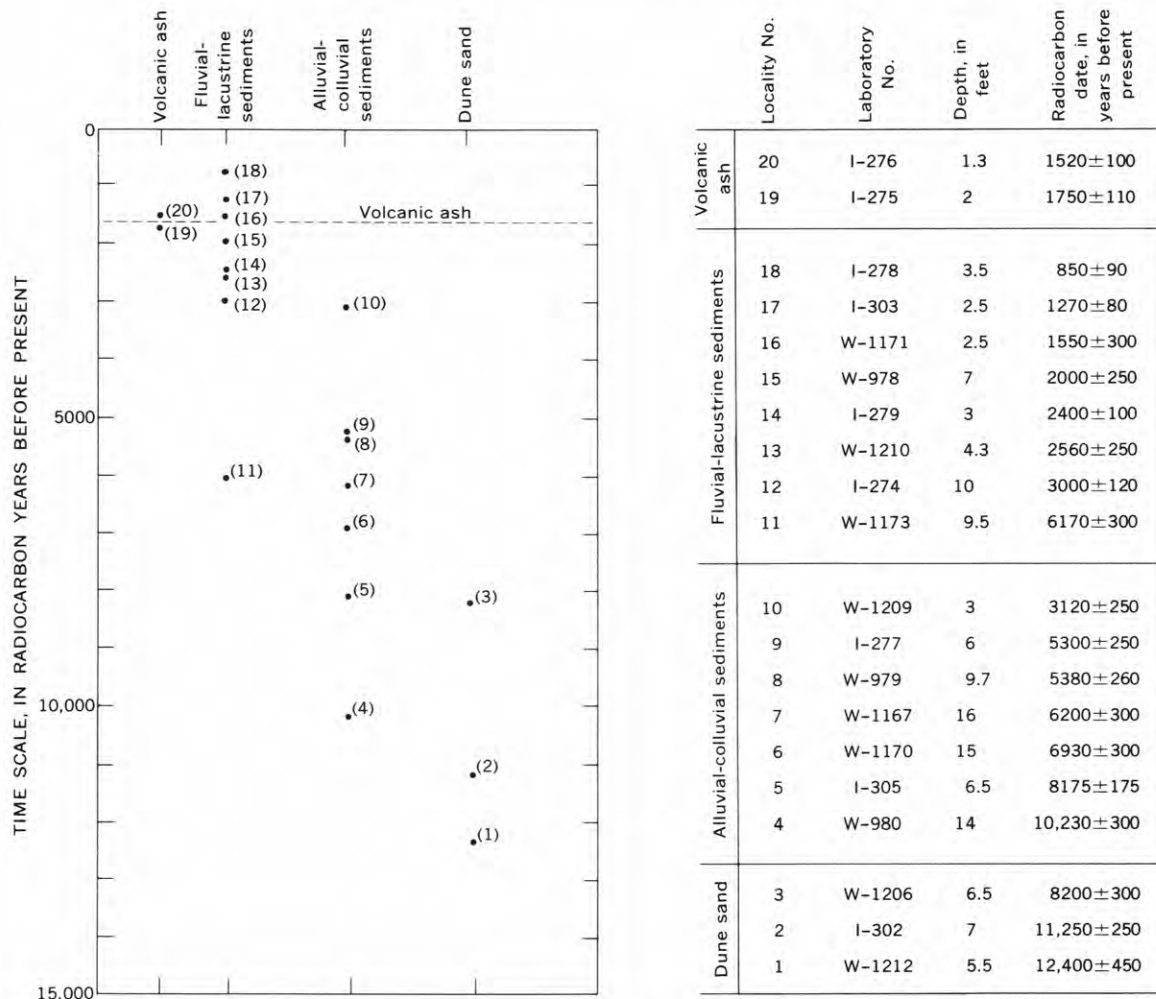 Volcanic ash
Fluvial-
lacustrine
sediments
Alluvial-
colluvial
sediments
Dune sand
TIME SCALE, IN RADIOCARBON YEARS BEFORE PRESENT
0
5000
10,000
15,000
(18)
(17)
(20)
(16)
Volcanic ash
(19)
(15)
(14)
(13)
(12)
(10)
(9)
(8)
(11)
(7)
(6)
(5)
(3)
(4)
(2)
(1)
Locality No.
Laboratory
No.
Depth, in
feet
Radiocarbon
date, in
years before
present
Volcanic
ash
20 I-276 1.3 1520±100
19 I-275 2 1750±110
Fluvial-lacustrine sediments
18 I-278 3.5 850±90
17 I-303 2.5 1270±80
16 W-1171 2.5 1550±300
15 W-978 7 2000±250
14 I-279 3 2400±100
13 W-1210 4.3 2560±250
12 I-274 10 3000±120
11 W-1173 9.5 6170±300
Alluvial-colluvial sediments
10 W-1209 3 3120±250
9 I-277 6 5300±250
8 W-979 9.7 5380±260
7 W-1167 16 6200±300
6 W-1170 15 6930±300
5 I-305 6.5 8175±175
4 W-980 14 10,230±300
Dune sand
3 W-1206 6.5 8200±300
2 I-302 7 11,250±250
1 W-1212 5.5 12,400±450